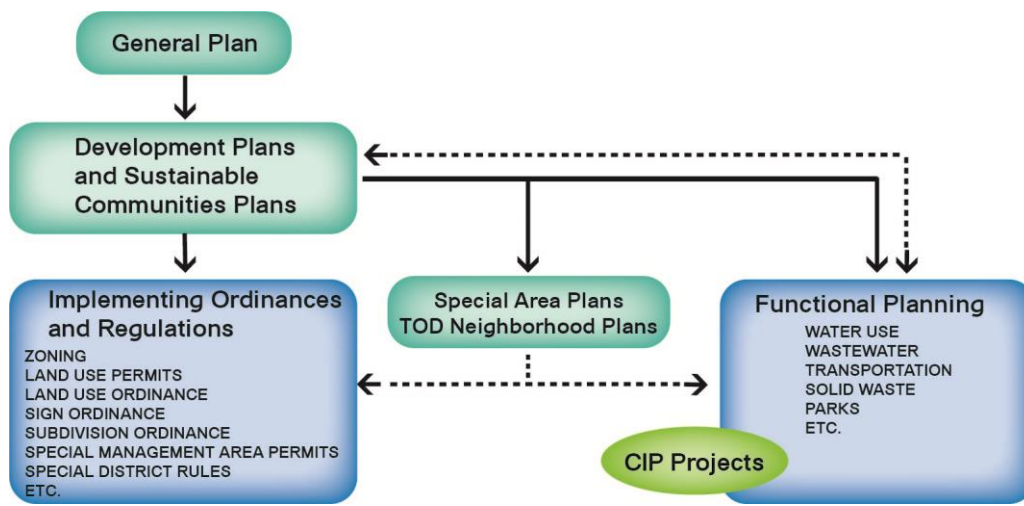 General Plan
Development Plans
and Sustainable
Communities Plans
Implementing Ordinances
and Regulations
ZONING
LAND USE PERMITS
LAND USE ORDINANCE
SIGN ORDINANCE
SUBDIVISION ORDINANCE
SPECIAL MANAGEMENT AREA PERMITS
SPECIAL DISTRICT RULES
ETC.
Special Area Plans
TOD Neighborhood Plans
Functional Planning
WATER USE
WASTEWATER
TRANSPORTATION
SOLID WASTE
PARKS
ETC.
CIP Projects